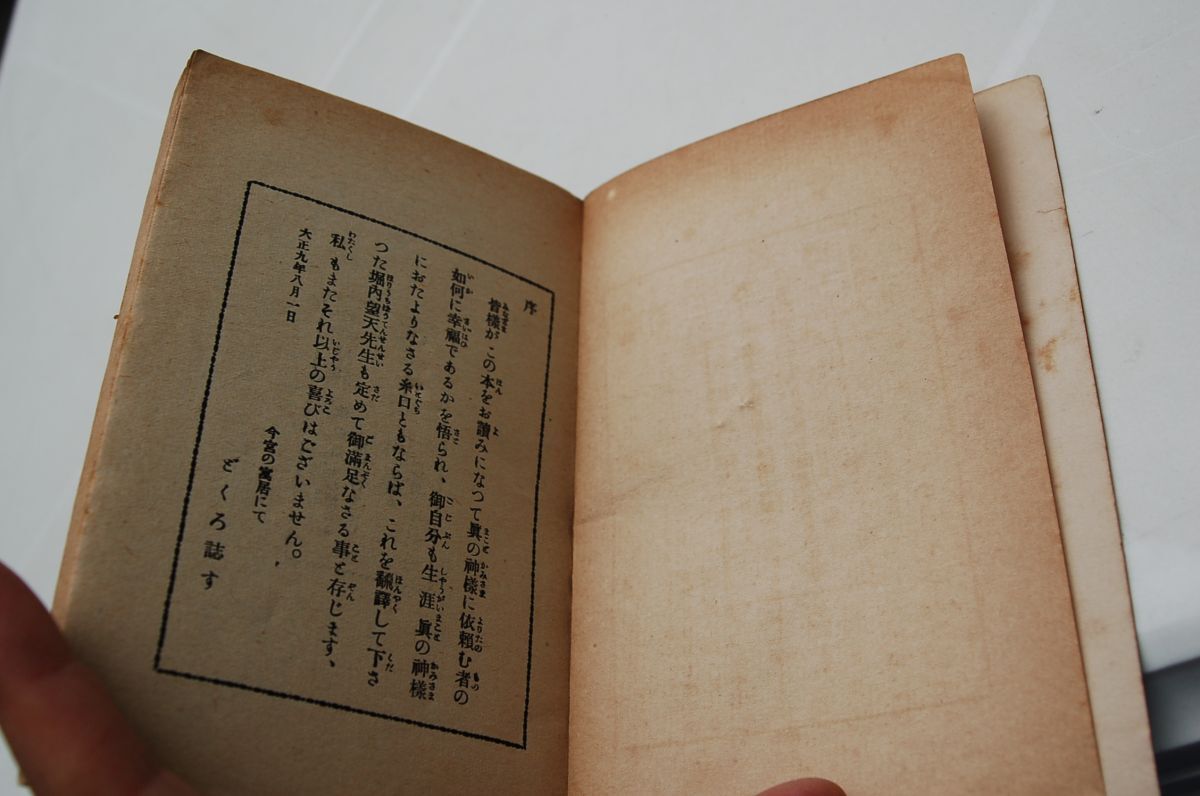 序
皆樣がこの本をお讀みになつて眞の神樣に依賴む者の
如何に幸福であるかを悟られ、御自分も生涯眞の神樣
におたよりなさる糸口ともならば、これを飜譯して下さ
つた堀内望天先生も定めて御滿足なさる事と存じます、
私もまたそれ以上の喜びはございません。
大正九年八月一日
今宮の寓居にて
どくろ誌す